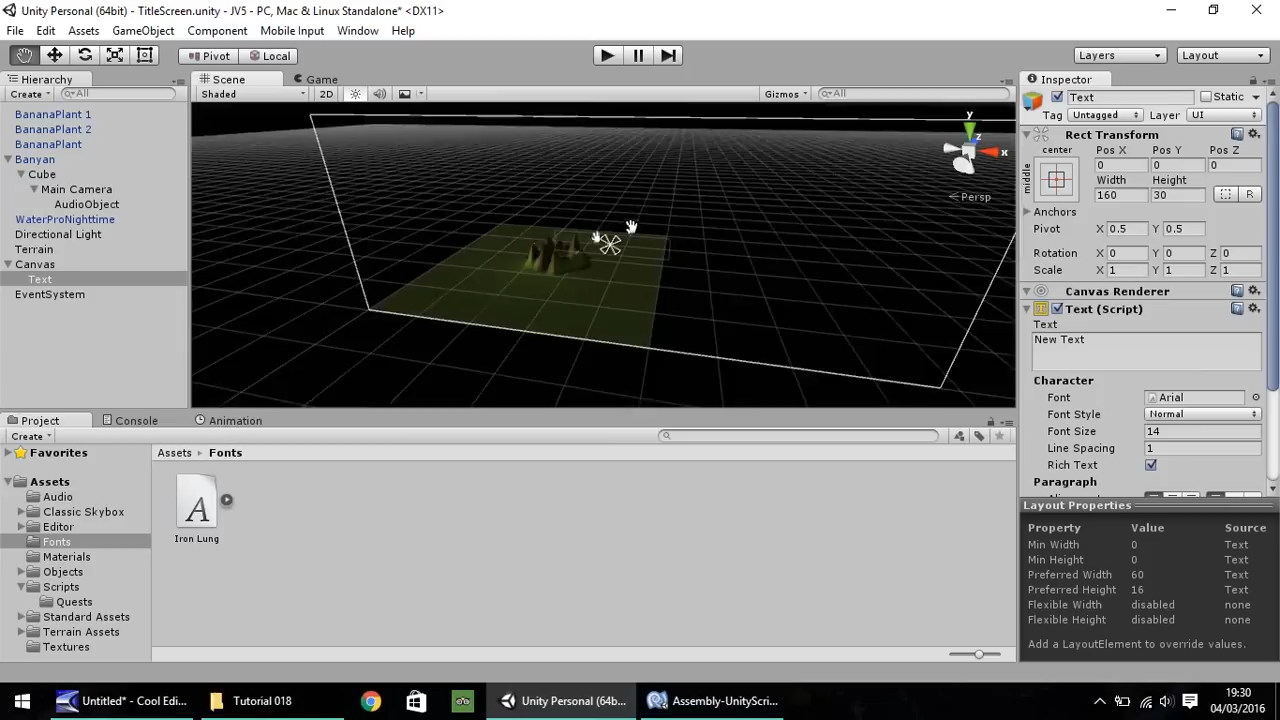 Unity Personal (64bit) - TitleScreen.unity - JV5 - PC, Mac & Linux Standalone* <DX11>
File Edit Assets GameObject Component Mobile Input Window Help
Pivot Local Layers Layout
Hierarchy
Create All
BananaPlant 1
BananaPlant 2
BananaPlant
Banyan
Cube
Main Camera
AudioObject
WaterProNighttime
Directional Light
Terrain
Canvas
Text
EventSystem
Scene Game
Shaded 2D Gizmos All
y
z
x
Persp
Inspector
Text Static
Tag Untagged Layer UI
Rect Transform
center Pos X Pos Y Pos Z
middle 0 0 0
Width Height
160 30 R
Anchors
Pivot X 0.5 Y 0.5
Rotation X 0 Y 0 Z 0
Scale X 1 Y 1 Z 1
Canvas Renderer
Text (Script)
Text
New Text
Character
Font Arial
Font Style Normal
Font Size 14
Line Spacing 1
Rich Text
Paragraph
Layout Properties
Property Value Source
Min Width 0 Text
Min Height 0 Text
Preferred Width 60 Text
Preferred Height 16 Text
Flexible Width disabled none
Flexible Height disabled none
Add a LayoutElement to override values.
Project Console Animation
Create
Favorites
Assets
Audio
Classic Skybox
Editor
Fonts
Materials
Objects
Scripts
Quests
Standard Assets
Terrain Assets
Textures
Assets Fonts
A
Iron Lung
Untitled* - Cool Edi... Tutorial 018 Unity Personal (64b... Assembly-UnityScri...
19:30
04/03/2016